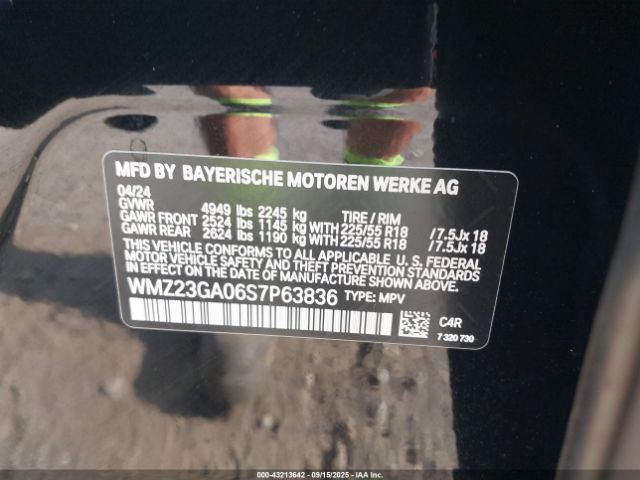 MFD BY BAYERISCHE MOTOREN WERKE AG
04/24
GVWR 4949 lbs 2245 kg TIRE / RIM
GAWR FRONT 2524 lbs 1145 kg WITH 225/55 R18 /7.5Jx 18
GAWR REAR 2624 lbs 1190 kg WITH 225/55 R18 /7.5Jx 18
THIS VEHICLE CONFORMS TO ALL APPLICABLE U. S. FEDERAL
MOTOR VEHICLE SAFETY AND THEFT PREVENTION STANDARDS
IN EFFECT ON THE DATE OF MANUFACTURE SHOWN ABOVE.
WMZ23GA06S7P63836 TYPE: MPV
C4R
7 320 730
000-43213642 - 09/15/2025 - IAAI.com